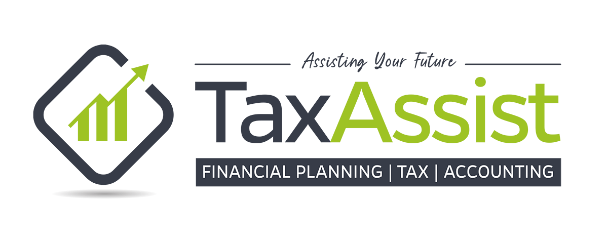 Assisting Your Future
TaxAssist
FINANCIAL PLANNING | TAX | ACCOUNTING